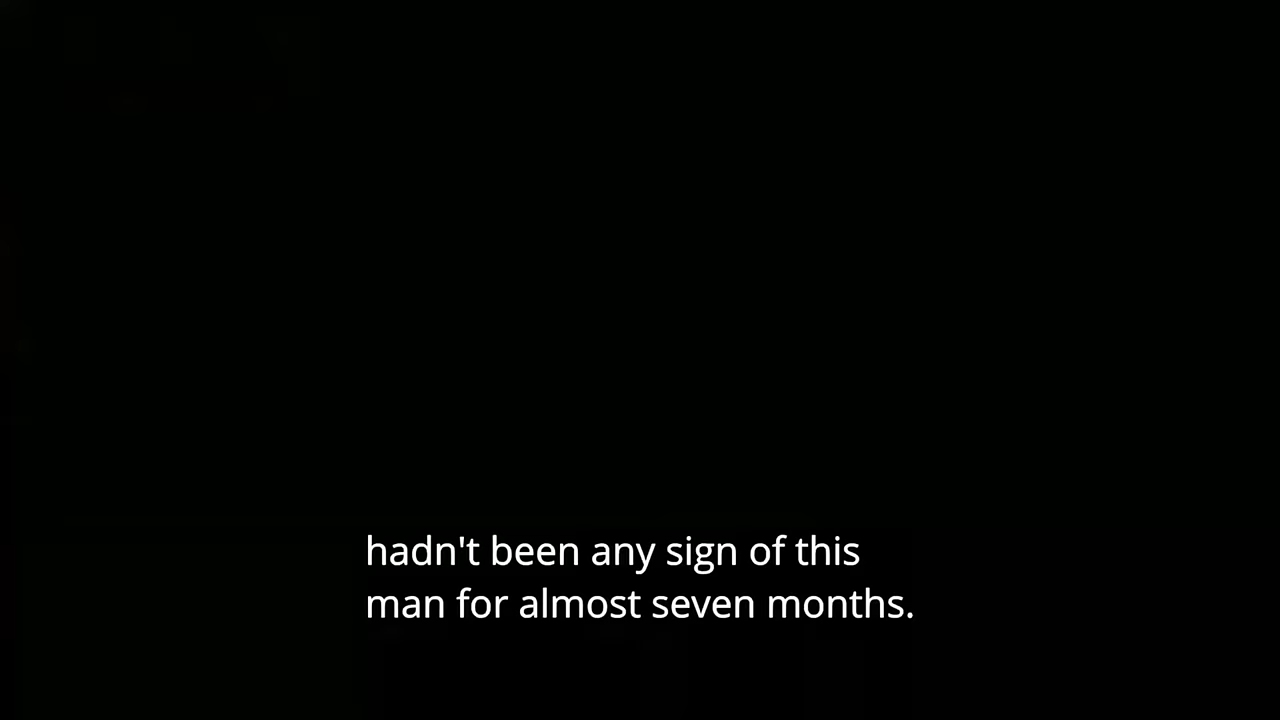 hadn't been any sign of this
man for almost seven months.